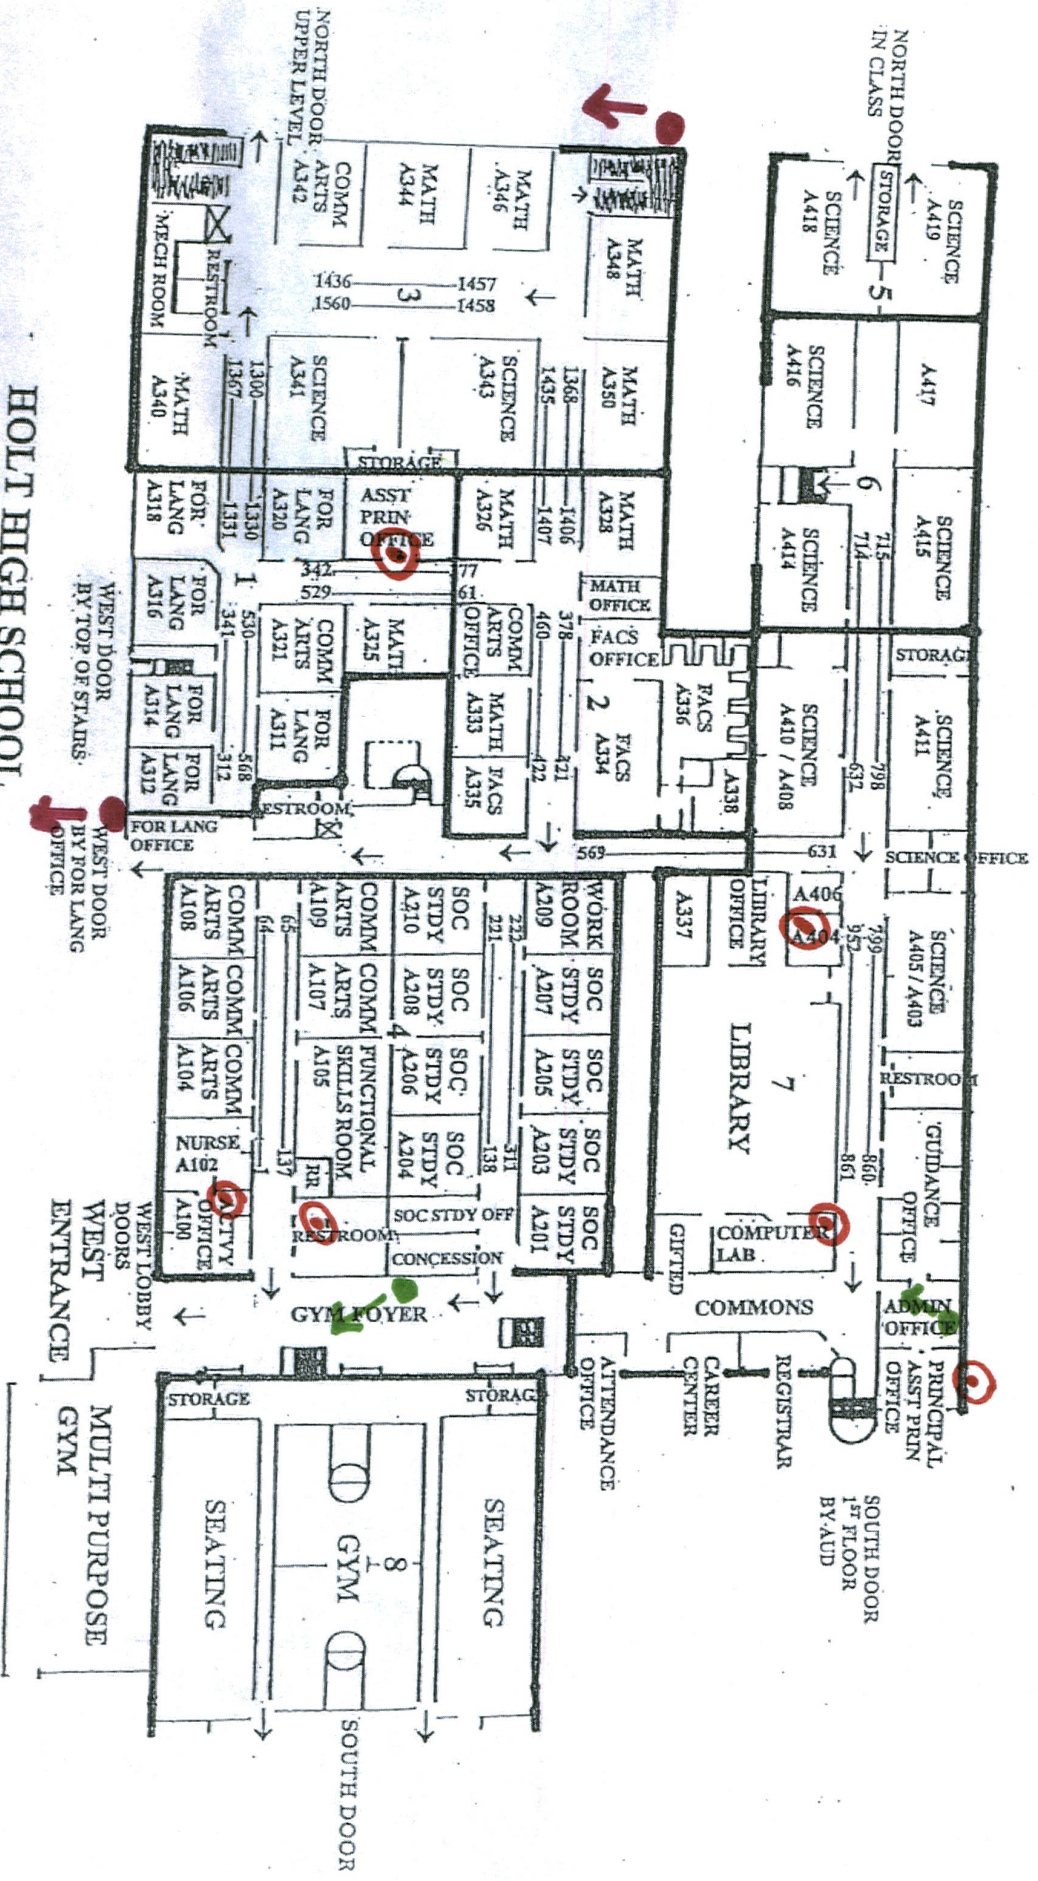 HOLT HIGH SCHOOL
NORTH DOOR
IN CLASS
STORAGE
SCIENCE
A419
SCIENCE
A418
5
A417
SCIENCE
A416
6
SCIENCE
A415
SCIENCE
A414
715 798
714 632
STORAGE
SCIENCE
A411
SCIENCE
A410 / A408
SCIENCE OFFICE
631
569
A406
A404
SCIENCE
A405 / A403
799 860
952 861
RESTROOM
GUIDANCE
OFFICE
ADMIN
OFFICE
PRINCIPAL
ASST PRIN
OFFICE
SOUTH DOOR
1ST FLOOR
BY AUD
LIBRARY
OFFICE
A337
7
LIBRARY
COMPUTER
LAB
GIFTED
COMMONS
REGISTRAR
CAREER
CENTER
ATTENDANCE
OFFICE
NORTH DOOR
UPPER LEVEL
MATH
A348
MATH
A346
MATH
A344
COMM
ARTS
A342
1457
1458
3
1436
1560
RESTROOM
MECH ROOM
MATH
A350
SCIENCE
A343
SCIENCE
A341
MATH
A340
1368 1406
1435 1407
1300 1330
1367 1331
STORAGE
MATH
A328
MATH
A326
ASST
PRIN
OFFICE
FOR
LANG
A320
FOR
LANG
A318
77
61
342
529
1
MATH
OFFICE
FACS
OFFICE
FACS
A336
A338
2
FACS
A334
378 421
460 422
COMM
ARTS
OFFICE
MATH
A333
FACS
A335
MATH
A325
COMM
ARTS
A321
FOR
LANG
A311
530 568
341 312
FOR
LANG
A316
FOR
LANG
A314
FOR
LANG
A312
RESTROOM
FOR LANG
OFFICE
WEST DOOR
BY TOP OF STAIRS
WEST DOOR
BY FOR LANG
OFFICE
WORK
ROOM
A209
SOC
STDY
A207
SOC
STDY
A205
SOC
STDY
A203
SOC
STDY
A201
222 311
221 138
SOC
STDY
A210
SOC
STDY
A208
4
SOC
STDY
A206
SOC
STDY
A204
SOC STDY OFF
CONCESSION
COMM
ARTS
A109
COMM
ARTS
A107
FUNCTIONAL
SKILLS ROOM
A105
RR
RESTROOM
65 137
64
COMM
ARTS
A108
COMM
ARTS
A106
COMM
ARTS
A104
NURSE
A102
ACTVY
OFFICE
A100
GYM FOYER
WEST LOBBY
DOORS
WEST
ENTRANCE
STORAGE
STORAG
SEATING
8
GYM
SEATING
SOUTH DOOR
MULTI PURPOSE
GYM